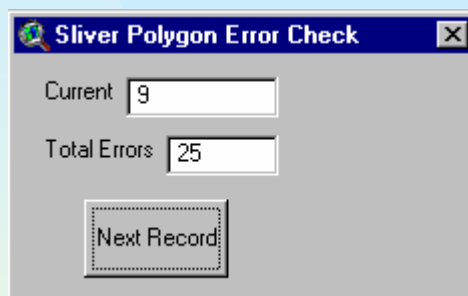 Sliver Polygon Error Check
Current 9
Total Errors 25
Next Record